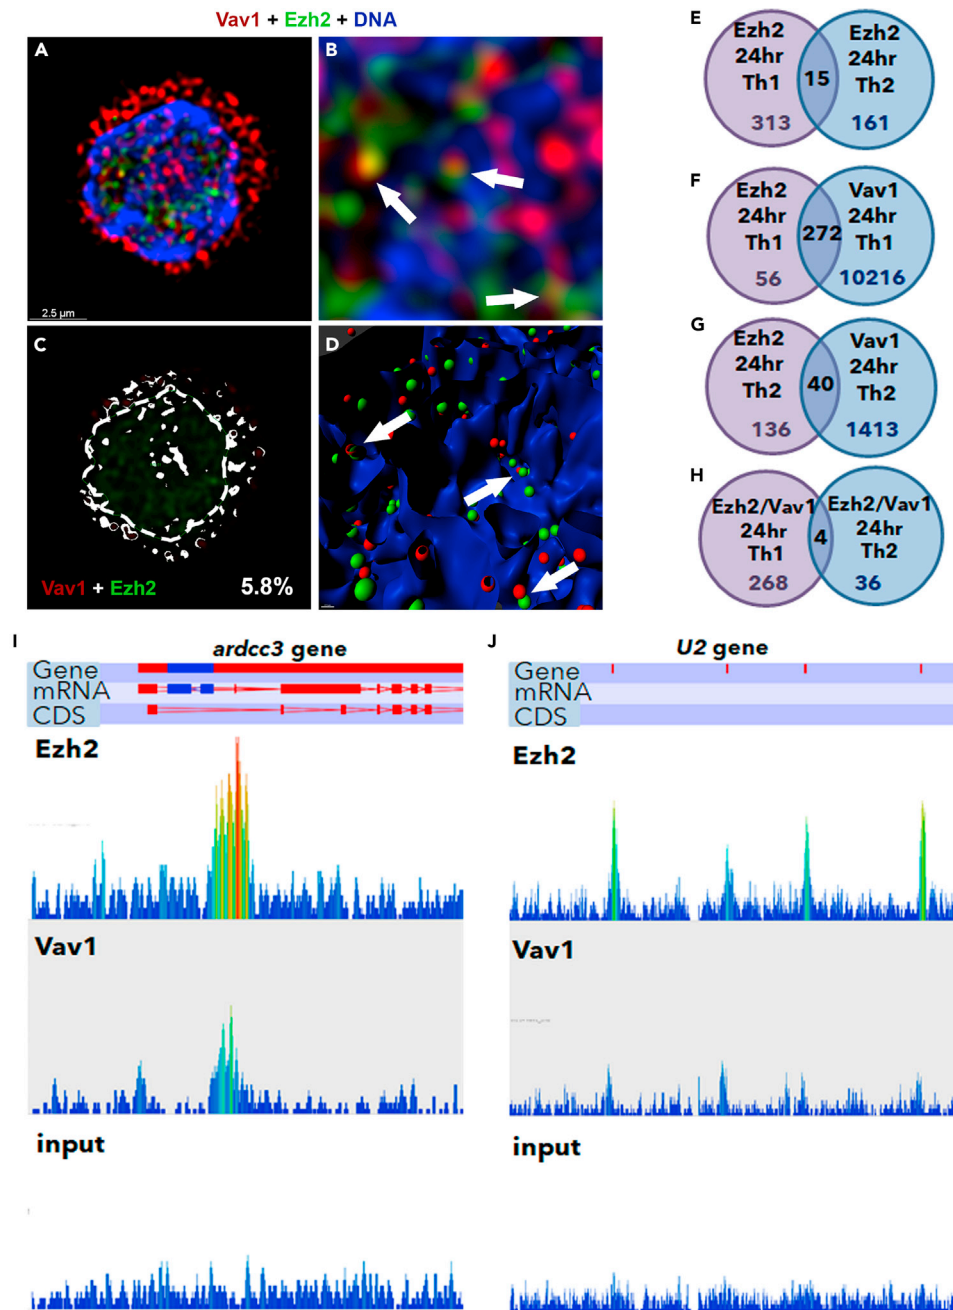 Vav1 + Ezh2 + DNA
A
2.5 µm
B
C
Vav1 + Ezh2
5.8%
D
E
Ezh2
24hr
Th1
313
15
Ezh2
24hr
Th2
161
F
Ezh2
24hr
Th1
56
272
Vav1
24hr
Th1
10216
G
Ezh2
24hr
Th2
136
40
Vav1
24hr
Th2
1413
H
Ezh2/Vav1
24hr
Th1
268
4
Ezh2/Vav1
24hr
Th2
36
I
ardcc3 gene
Gene
mRNA
CDS
Ezh2
Vav1
input
J
U2 gene
Gene
mRNA
CDS
Ezh2
Vav1
input